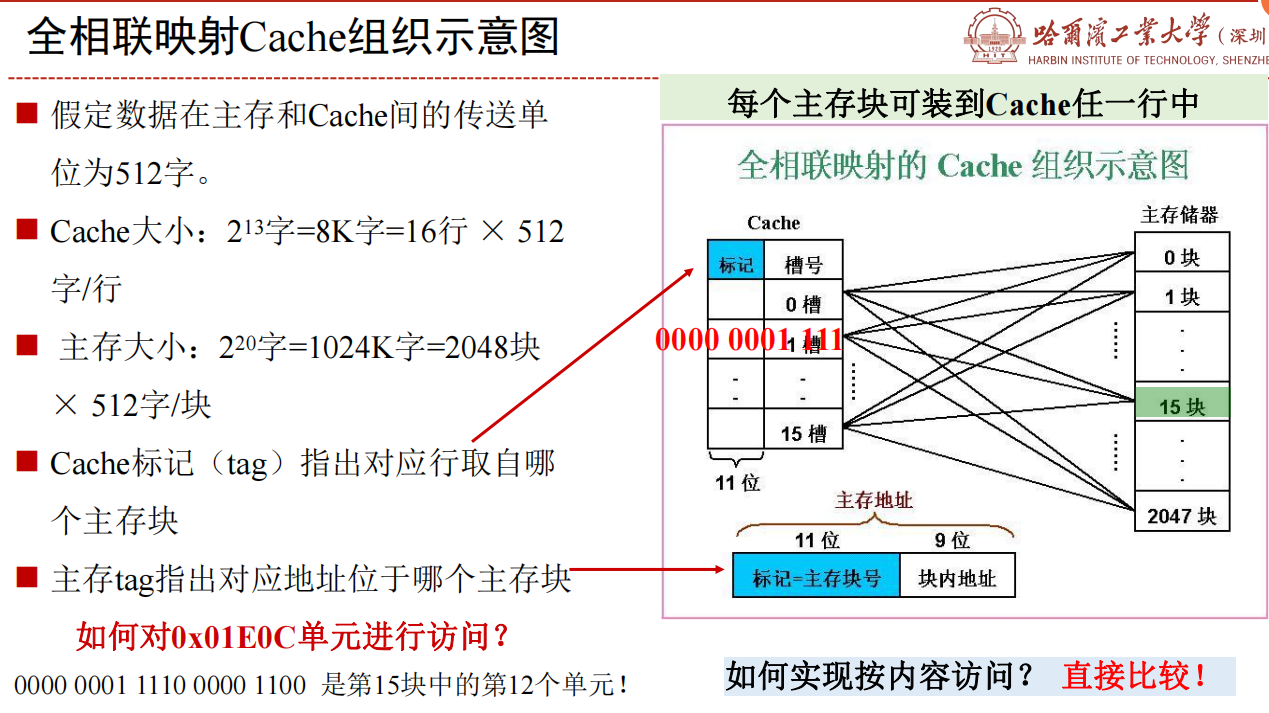 全相联映射Cache组织示意图
哈尔滨工业大学(深圳
HARBIN INSTITUTE OF TECHNOLOGY, SHENZHE
假定数据在主存和Cache间的传送单
位为512字。
Cache大小：2¹³字=8K字=16行 × 512
字/行
主存大小：2²⁰字=1024K字=2048块
× 512字/块
Cache标记（tag）指出对应行取自哪
个主存块
主存tag指出对应地址位于哪个主存块
如何对0x01E0C单元进行访问？
0000 0001 1110 0000 1100 是第15块中的第12个单元！
每个主存块可装到Cache任一行中
全相联映射的 Cache 组织示意图
Cache
主存储器
标记 槽号
0 块
0 槽
1 块
0000 0001 111
1 槽
15 块
15 槽
11 位
2047 块
主存地址
11 位 9 位
标记=主存块号 块内地址
如何实现按内容访问？ 直接比较！